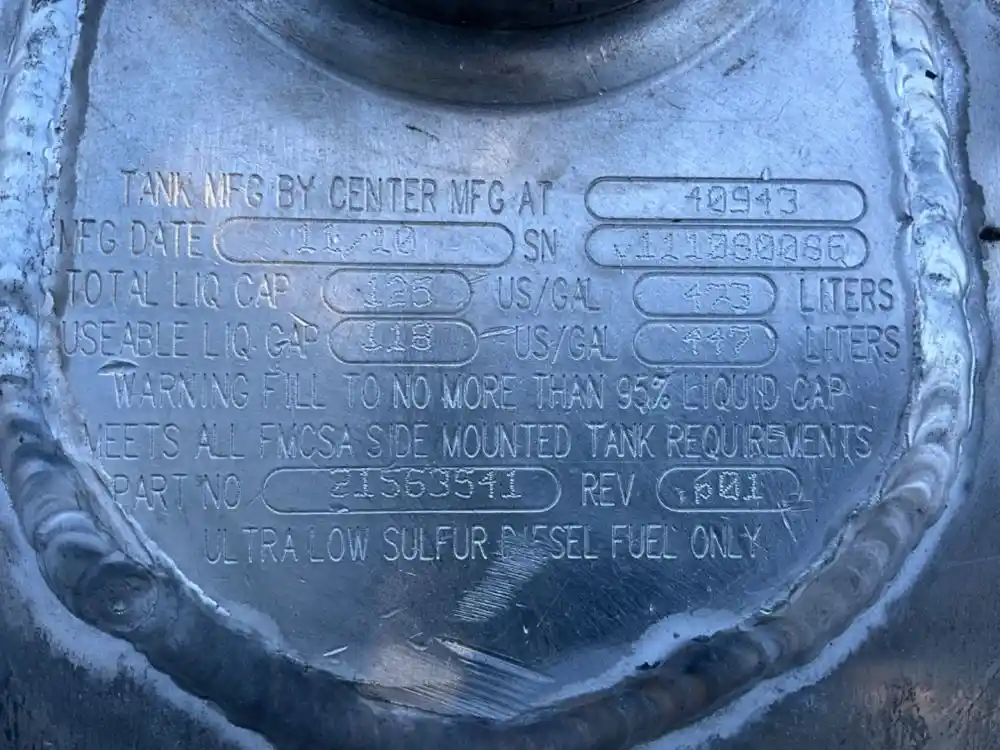 TANK MFG BY CENTER MFG AT 40943
MFG DATE 11/10 SN V111080086
TOTAL LIQ CAP 125 US/GAL 473 LITERS
USEABLE LIQ CAP 118 US/GAL 447 LITERS
WARNING FILL TO NO MORE THAN 95% LIQUID CAP
MEETS ALL FMCSA SIDE MOUNTED TANK REQUIREMENTS
PART NO 21563541 REV p01
ULTRA LOW SULFUR DIESEL FUEL ONLY